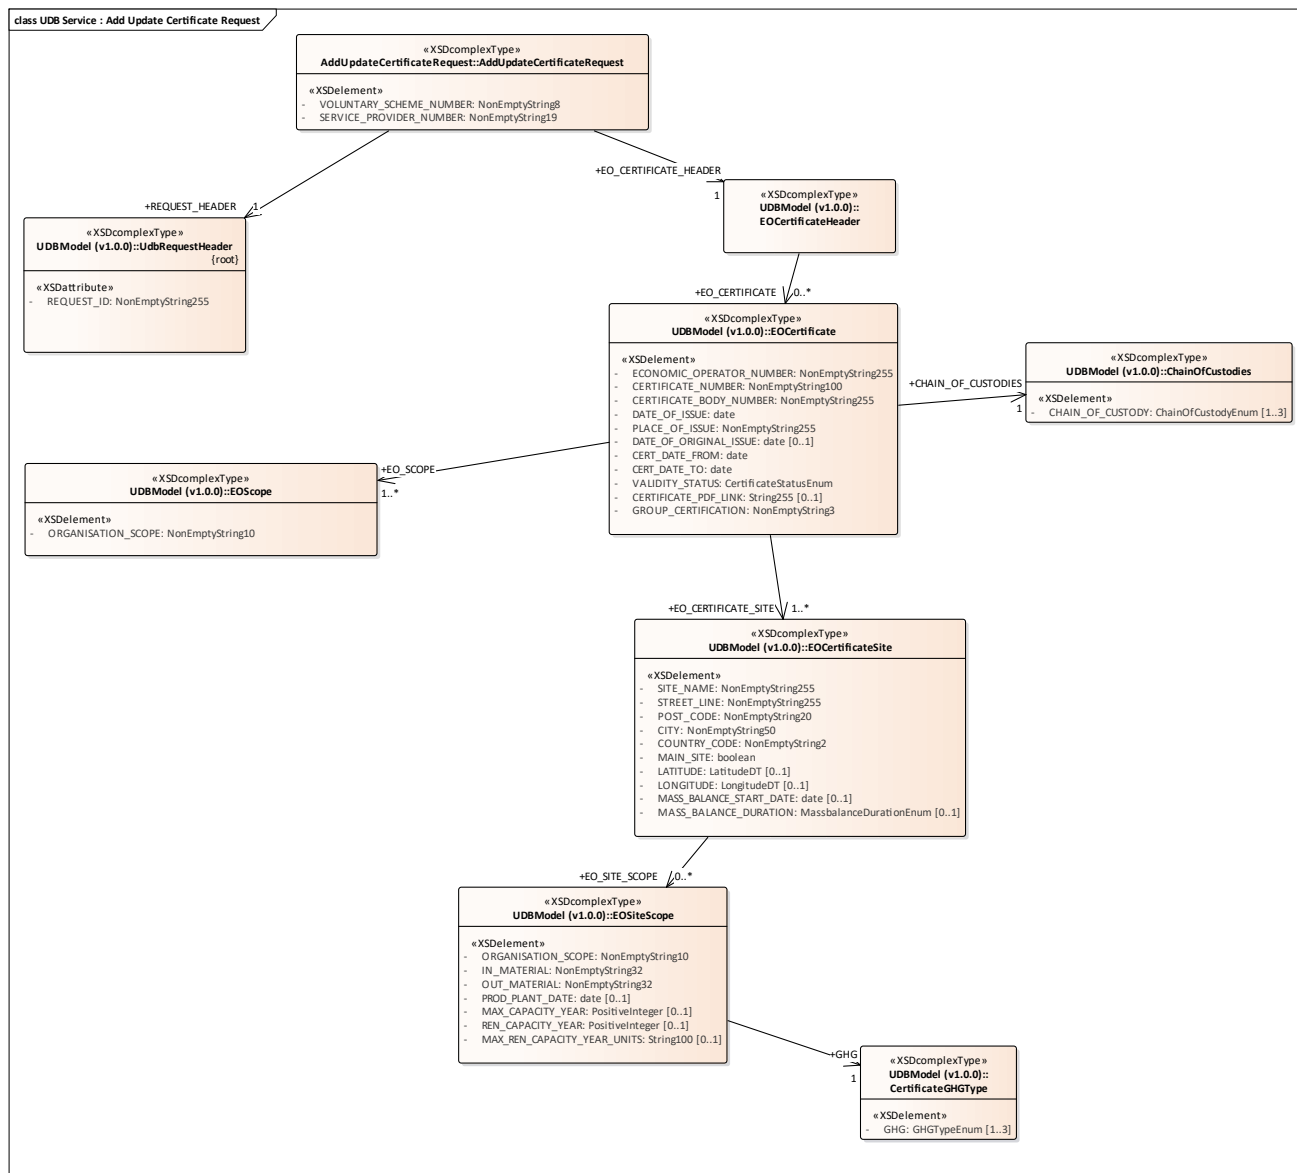 class UDB Service : Add Update Certificate Request
«XSDcomplexType»
AddUpdateCertificateRequest::AddUpdateCertificateRequest
«XSDelement»
- VOLUNTARY_SCHEME_NUMBER: NonEmptyString8
- SERVICE_PROVIDER_NUMBER: NonEmptyString19
+EO_CERTIFICATE_HEADER
1
«XSDcomplexType»
UDBModel (v1.0.0)::
EOCertificateHeader
+REQUEST_HEADER
1
«XSDcomplexType»
UDBModel (v1.0.0)::UdbRequestHeader
{root}
«XSDattribute»
- REQUEST_ID: NonEmptyString255
+EO_CERTIFICATE
0..*
«XSDcomplexType»
UDBModel (v1.0.0)::EOCertificate
«XSDelement»
- ECONOMIC_OPERATOR_NUMBER: NonEmptyString255
- CERTIFICATE_NUMBER: NonEmptyString100
- CERTIFICATE_BODY_NUMBER: NonEmptyString255
- DATE_OF_ISSUE: date
- PLACE_OF_ISSUE: NonEmptyString255
- DATE_OF_ORIGINAL_ISSUE: date [0..1]
- CERT_DATE_FROM: date
- CERT_DATE_TO: date
- VALIDITY_STATUS: CertificateStatusEnum
- CERTIFICATE_PDF_LINK: String255 [0..1]
- GROUP_CERTIFICATION: NonEmptyString3
+CHAIN_OF_CUSTODIES
1
«XSDcomplexType»
UDBModel (v1.0.0)::ChainOfCustodies
«XSDelement»
- CHAIN_OF_CUSTODY: ChainOfCustodyEnum [1..3]
+EO_SCOPE
1..*
«XSDcomplexType»
UDBModel (v1.0.0)::EOScope
«XSDelement»
- ORGANISATION_SCOPE: NonEmptyString10
+EO_CERTIFICATE_SITE
1..*
«XSDcomplexType»
UDBModel (v1.0.0)::EOCertificateSite
«XSDelement»
- SITE_NAME: NonEmptyString255
- STREET_LINE: NonEmptyString255
- POST_CODE: NonEmptyString20
- CITY: NonEmptyString50
- COUNTRY_CODE: NonEmptyString2
- MAIN_SITE: boolean
- LATITUDE: LatitudeDT [0..1]
- LONGITUDE: LongitudeDT [0..1]
- MASS_BALANCE_START_DATE: date [0..1]
- MASS_BALANCE_DURATION: MassbalanceDurationEnum [0..1]
+EO_SITE_SCOPE
0..*
«XSDcomplexType»
UDBModel (v1.0.0)::EOSiteScope
«XSDelement»
- ORGANISATION_SCOPE: NonEmptyString10
- IN_MATERIAL: NonEmptyString32
- OUT_MATERIAL: NonEmptyString32
- PROD_PLANT_DATE: date [0..1]
- MAX_CAPACITY_YEAR: PositiveInteger [0..1]
- REN_CAPACITY_YEAR: PositiveInteger [0..1]
- MAX_REN_CAPACITY_YEAR_UNITS: String100 [0..1]
+GHG
1
«XSDcomplexType»
UDBModel (v1.0.0)::
CertificateGHGType
«XSDelement»
- GHG: GHGTypeEnum [1..3]